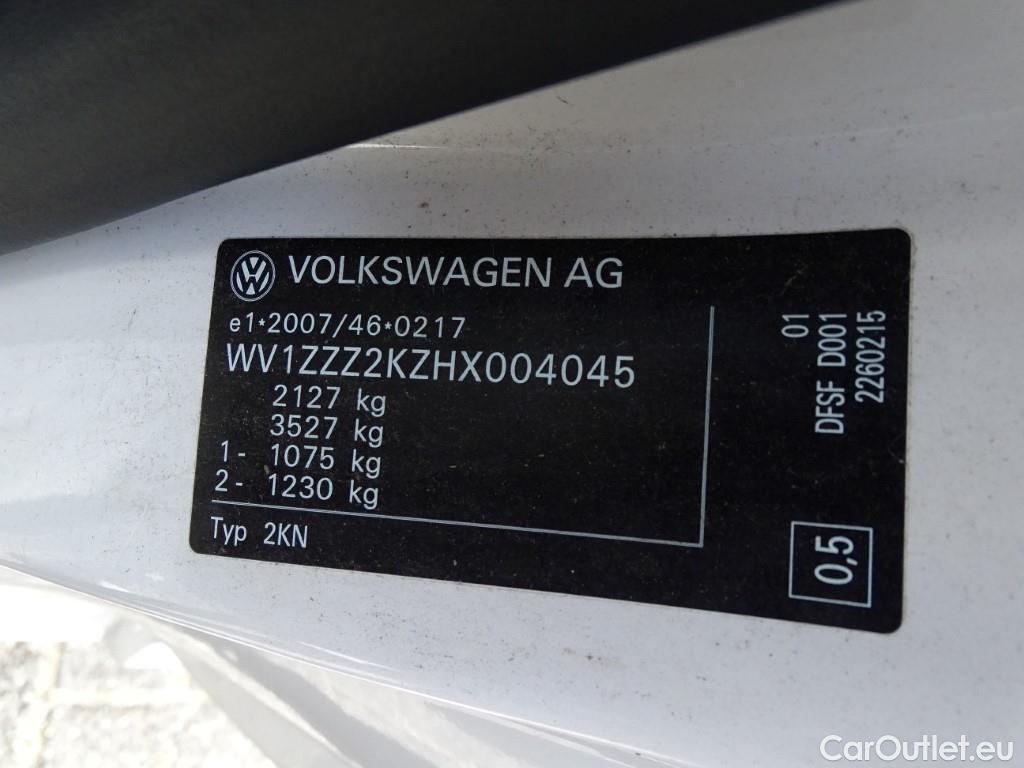 VOLKSWAGEN AG
e1*2007/46*0217
WV1ZZZ2KZHX004045
2127 kg
3527 kg
1- 1075 kg
2- 1230 kg
Typ 2KN
01
DFSF D001
2260215
0,5
CarOutlet.eu